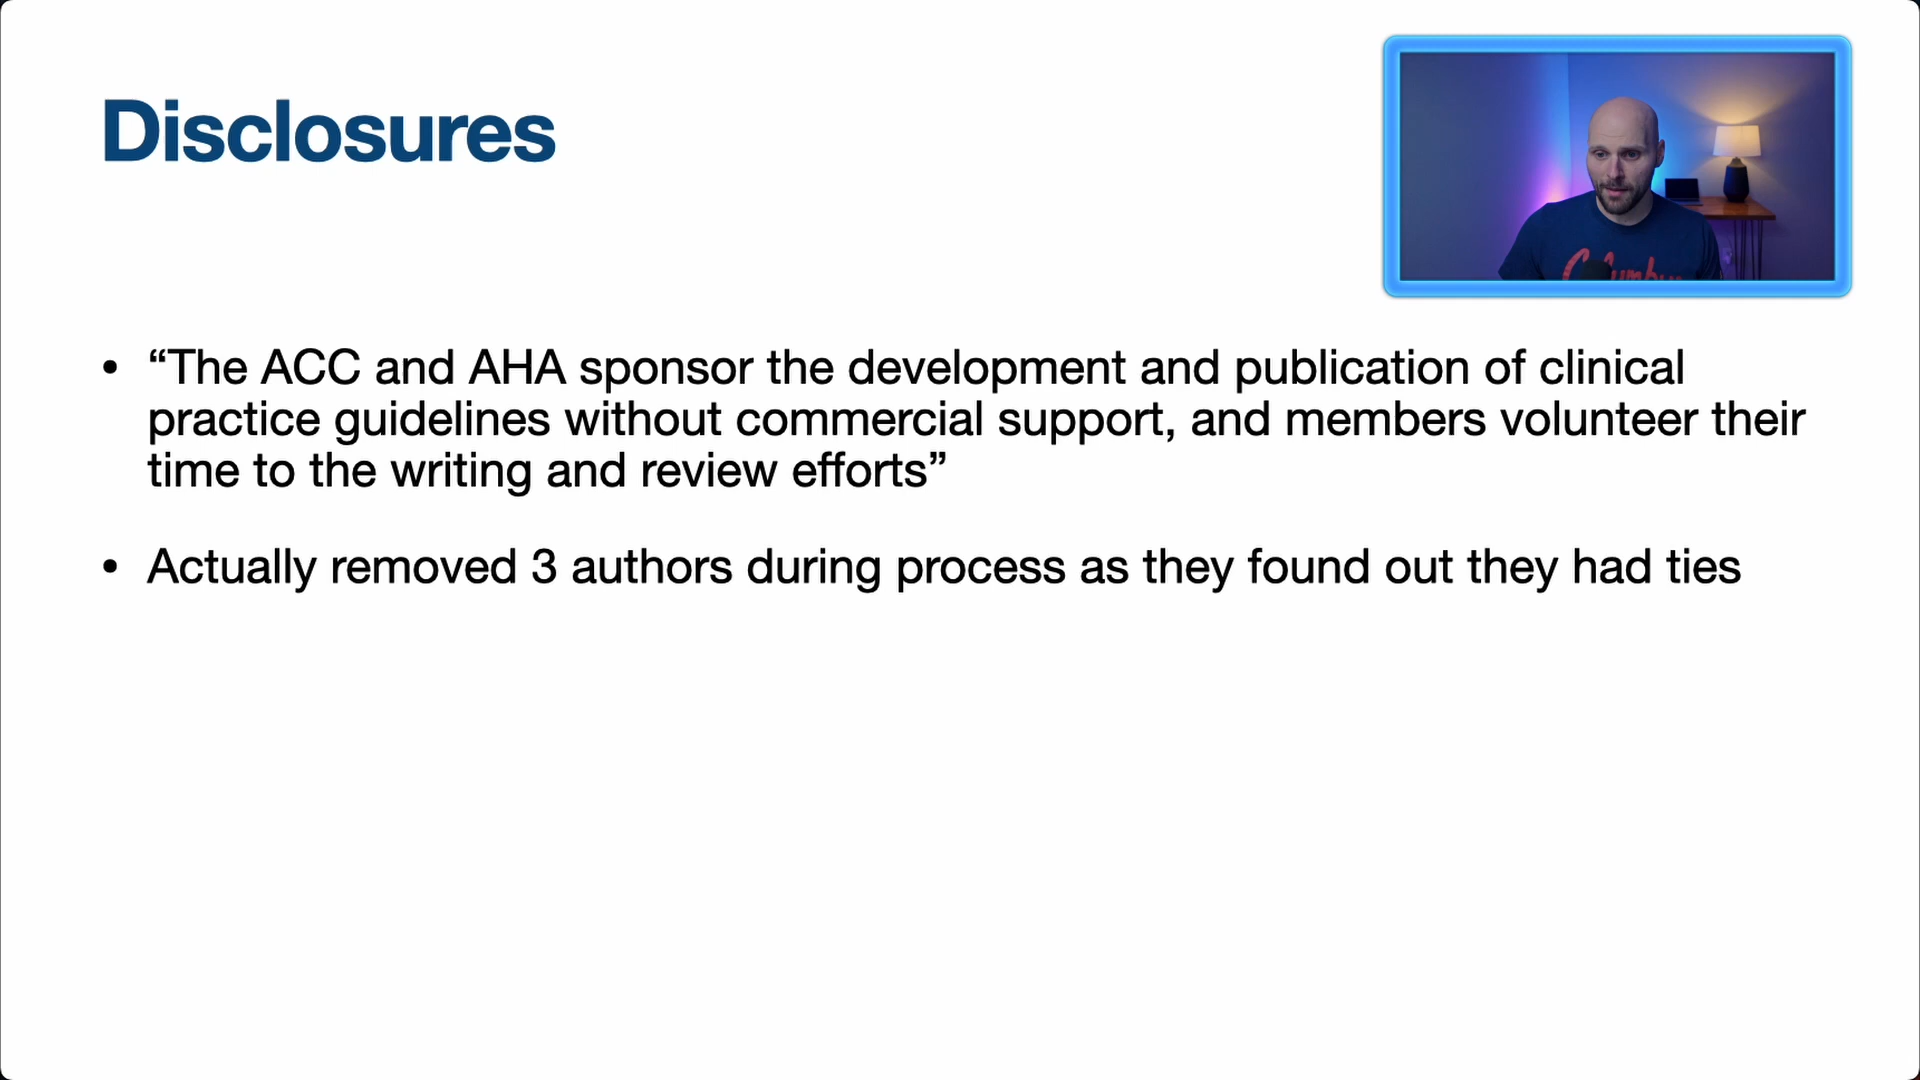 Disclosures
• “The ACC and AHA sponsor the development and publication of clinical
practice guidelines without commercial support, and members volunteer their
time to the writing and review efforts”
• Actually removed 3 authors during process as they found out they had ties